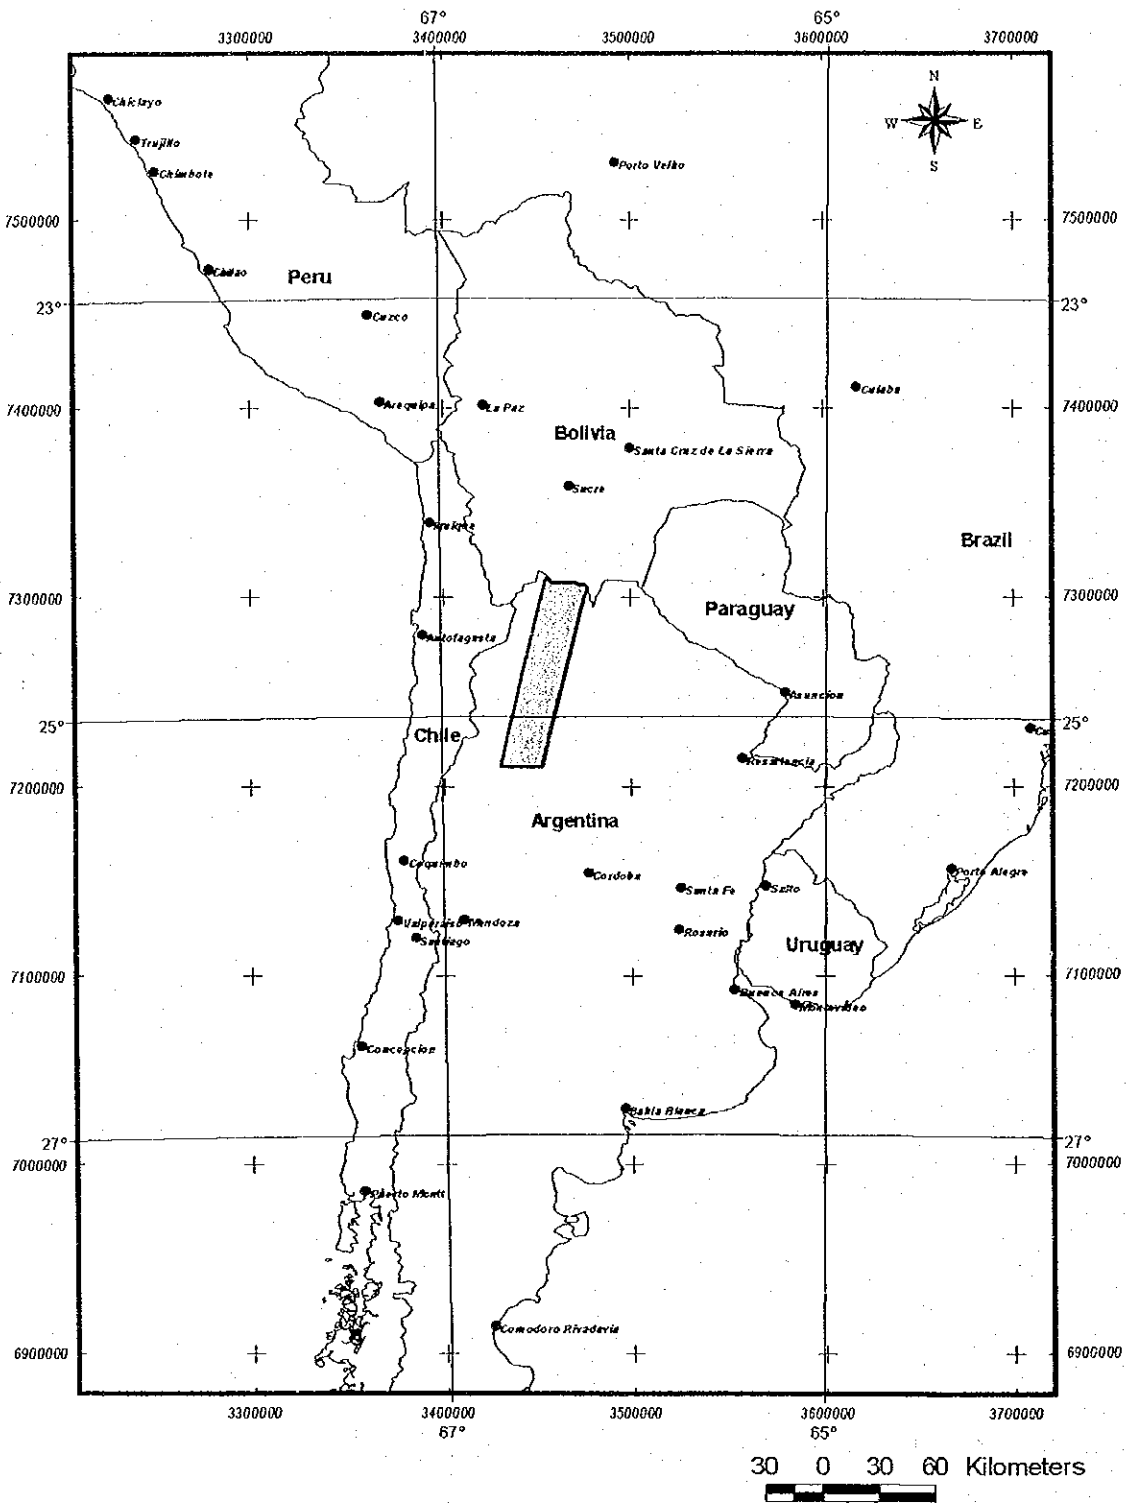 67° 65°
3300000 3400000 3500000 3600000 3700000
N
W E
S
Chiclayo
Trujillo
Chimbote
Porto Velho
7500000 7500000
Callao
Peru
23° 23°
Cuzco
Cuiaba
Arequipa La Paz
7400000 7400000
Bolivia
Santa Cruz de La Sierra
Sucre
Iquique
Brazil
7300000 7300000
Paraguay
Antofagasta
Asuncion
25° 25°
Cu
Chile
Resistencia
7200000 7200000
Argentina
Coquimbo
Cordoba
Porto Alegre
Santa Fe Salto
Valparaiso Mendoza
Rosario
Santiago
Uruguay
7100000 7100000
Buenos Aires
Montevideo
Concepcion
Bahia Blanca
27° 27°
7000000 7000000
Puerto Montt
Comodoro Rivadavia
6900000 6900000
3300000 3400000 3500000 3600000 3700000
67° 65°
30 0 30 60 Kilometers